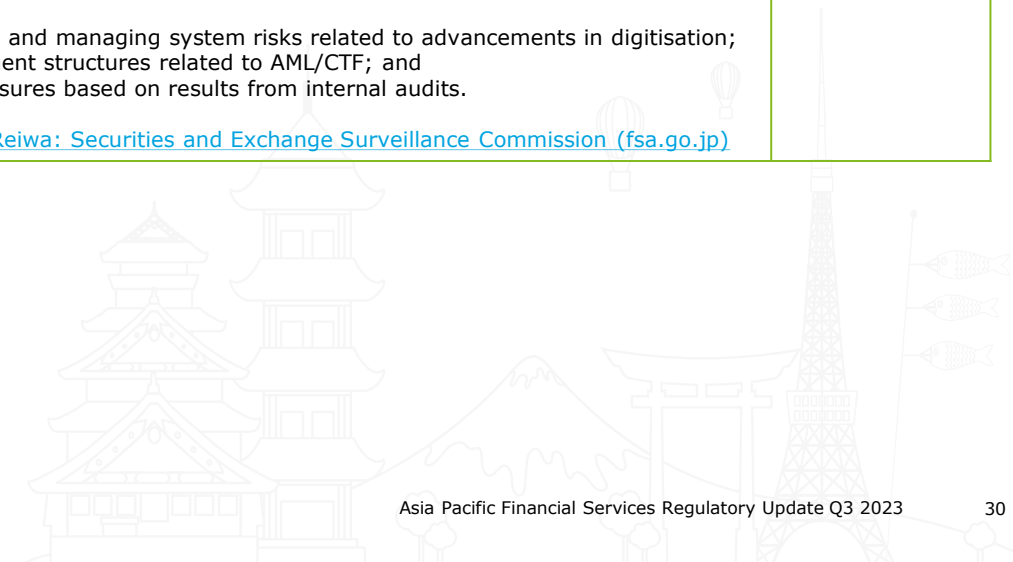 and managing system risks related to advancements in digitisation;
ent structures related to AML/CTF; and
sures based on results from internal audits.
Reiwa: Securities and Exchange Surveillance Commission (fsa.go.jp)
Asia Pacific Financial Services Regulatory Update Q3 2023 30